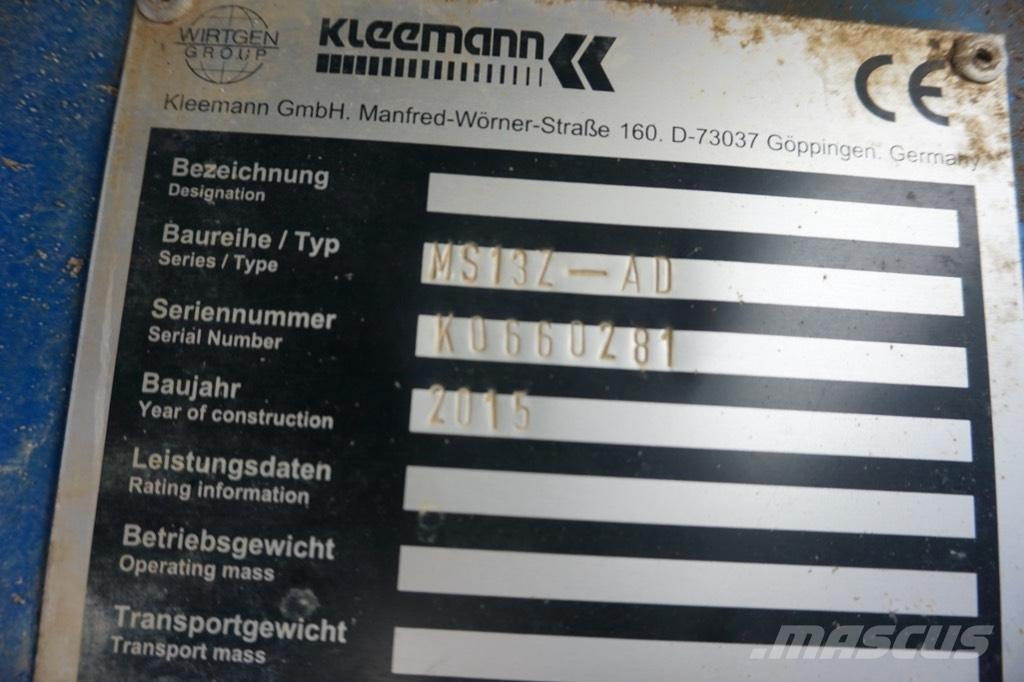 WIRTGEN
GROUP
KLEEMANN
CE
Kleemann GmbH. Manfred-Wörner-Straße 160. D-73037 Göppingen. Germany
Bezeichnung
Designation
Baureihe / Typ
Series / Type
MS13Z-AD
Seriennummer
Serial Number
K0660281
Baujahr
Year of construction
2015
Leistungsdaten
Rating information
Betriebsgewicht
Operating mass
Transportgewicht
Transport mass
mascus